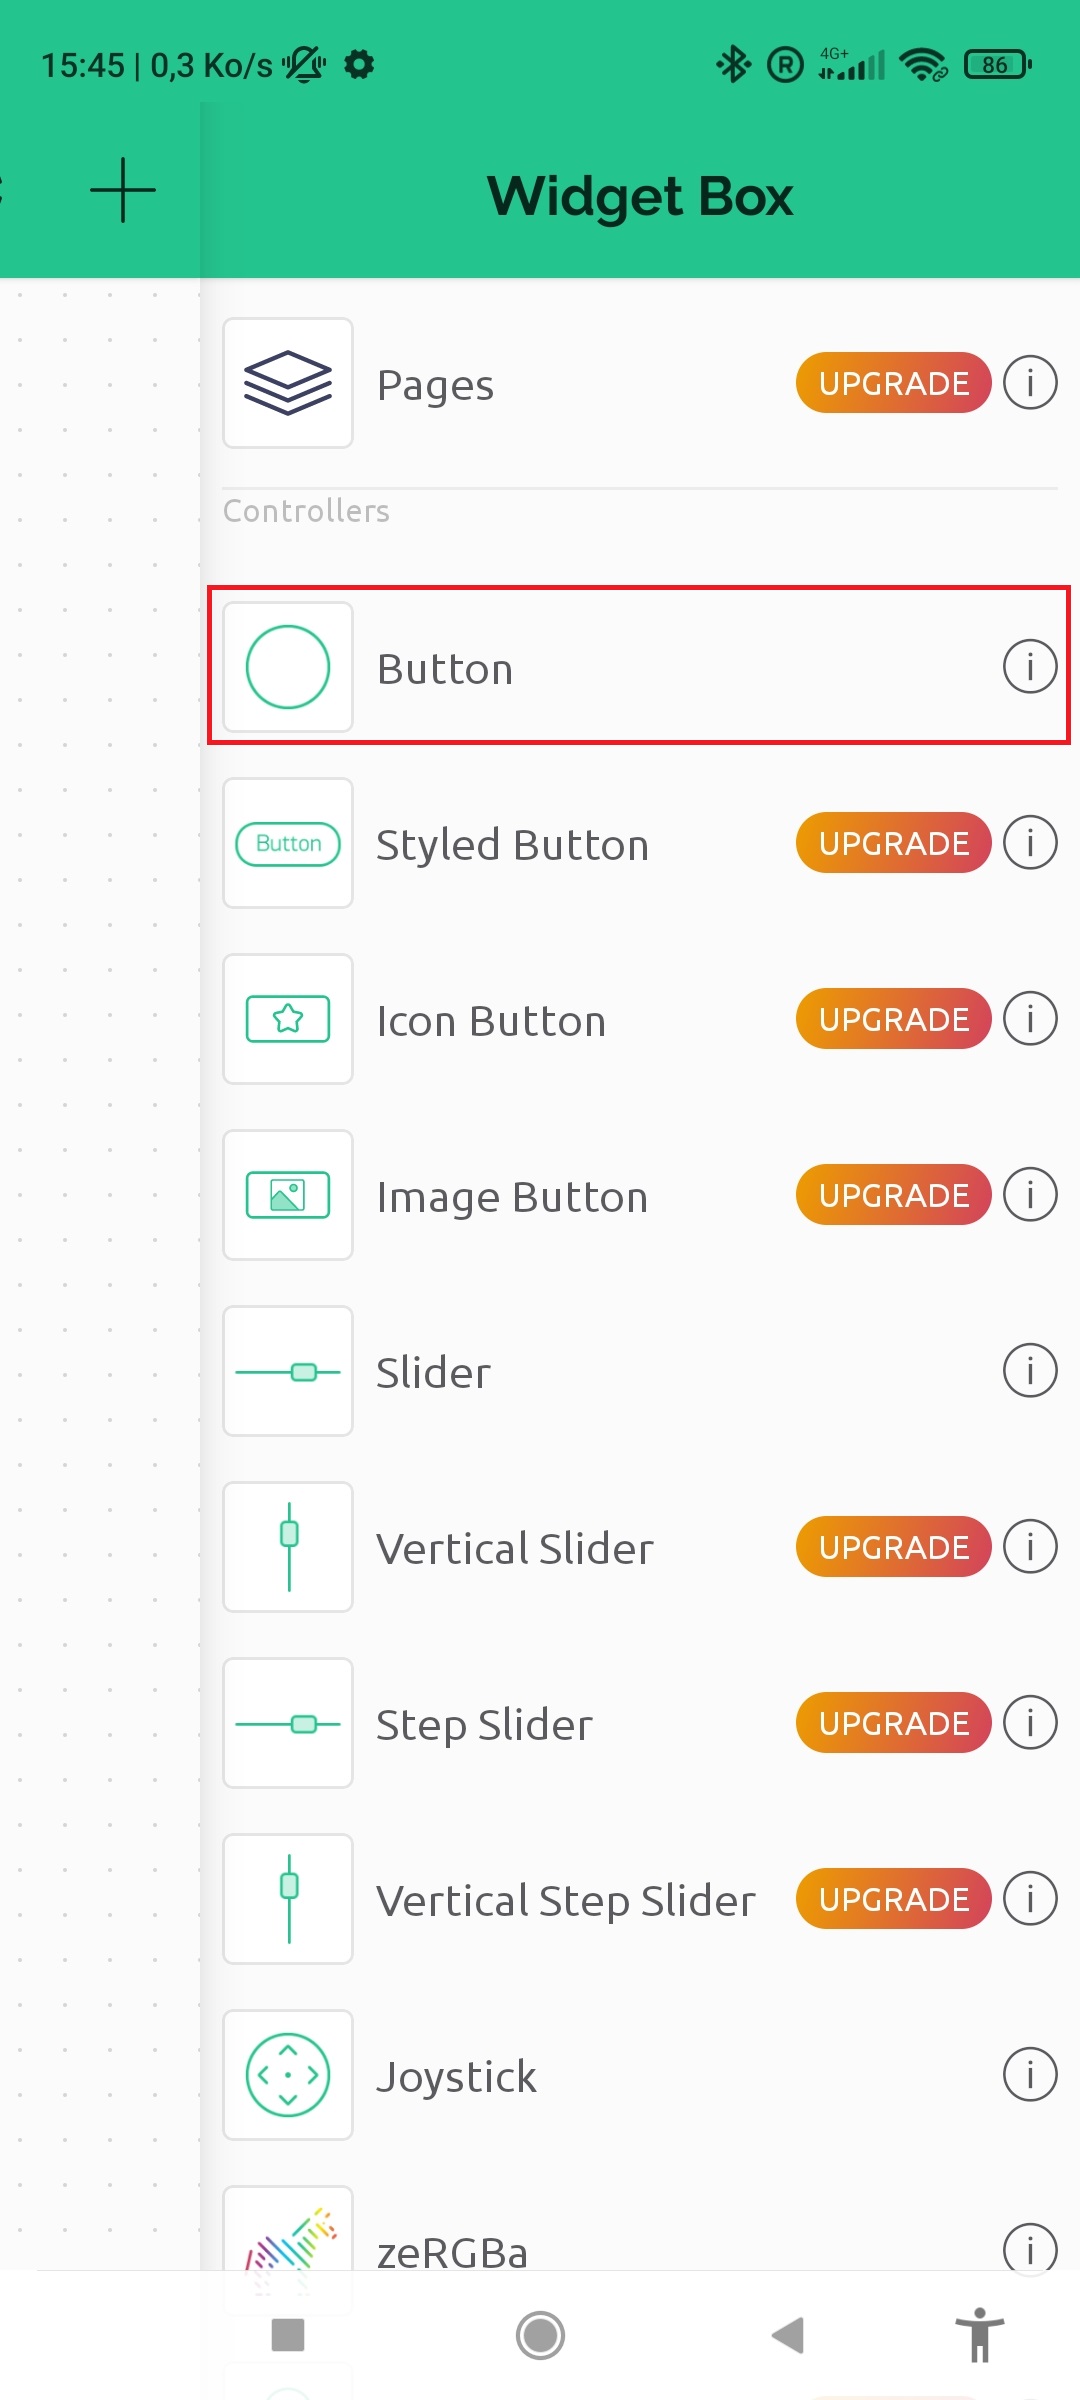 15:45 | 0,3 Ko/s
R
4G+
86
Widget Box
Pages
UPGRADE
i
Controllers
Button
i
Button
Styled Button
UPGRADE
i
Icon Button
UPGRADE
i
Image Button
UPGRADE
i
Slider
i
Vertical Slider
UPGRADE
i
Step Slider
UPGRADE
i
Vertical Step Slider
UPGRADE
i
Joystick
i
zeRGBa
i